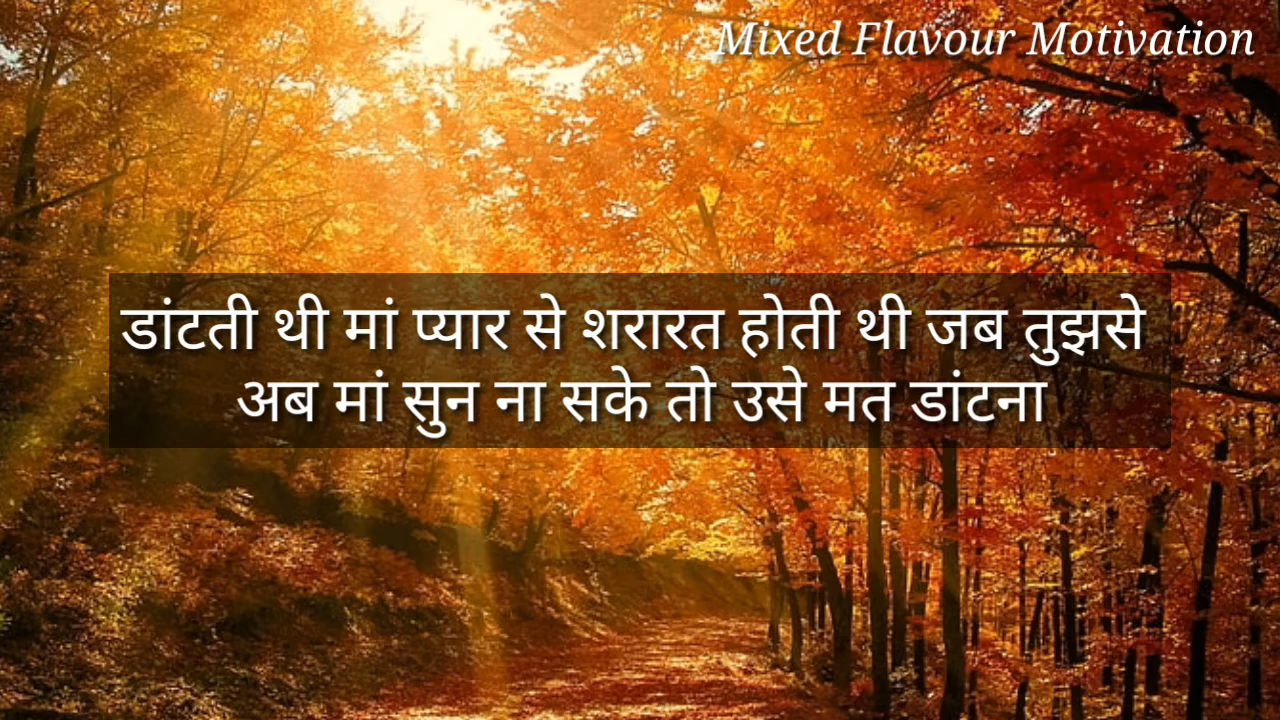 Mixed Flavour Motivation
डांटती थी मां प्यार से शरारत होती थी जब तुझसे
अब मां सुन ना सके तो उसे मत डांटना